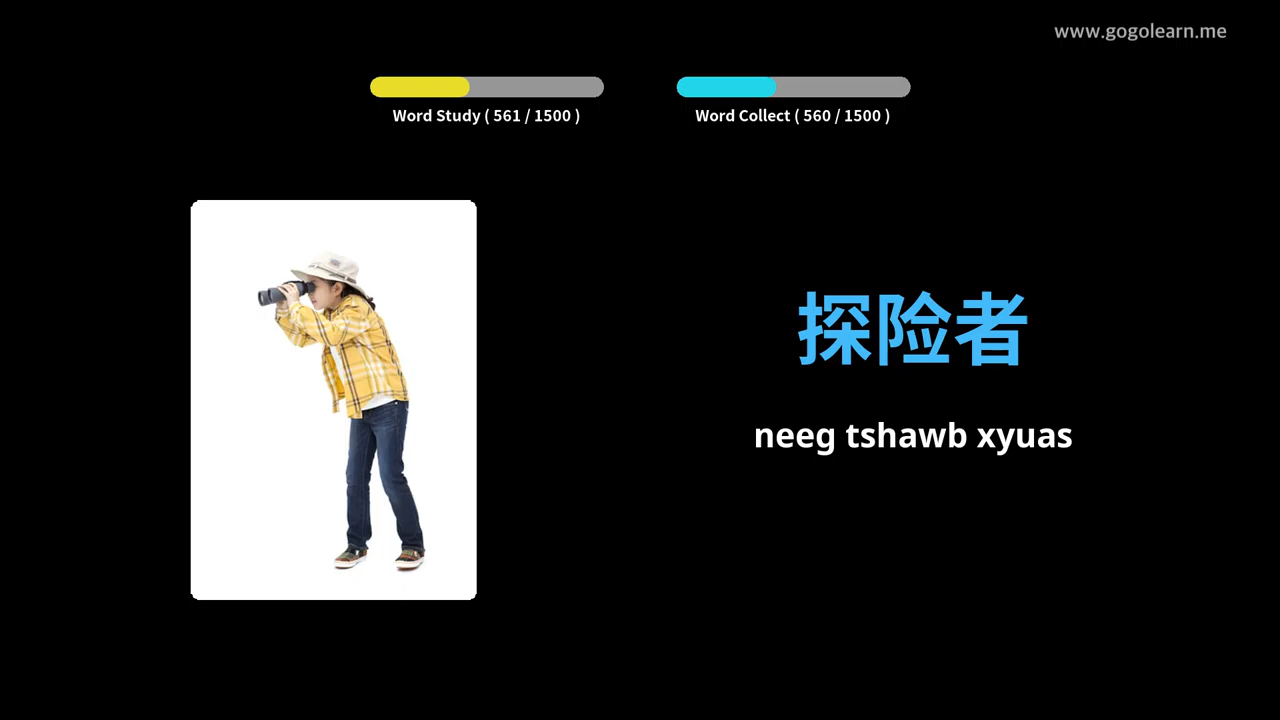 www.gogolearn.me
Word Study ( 561 / 1500 )
Word Collect ( 560 / 1500 )
探险者
neeg tshawb xyuas